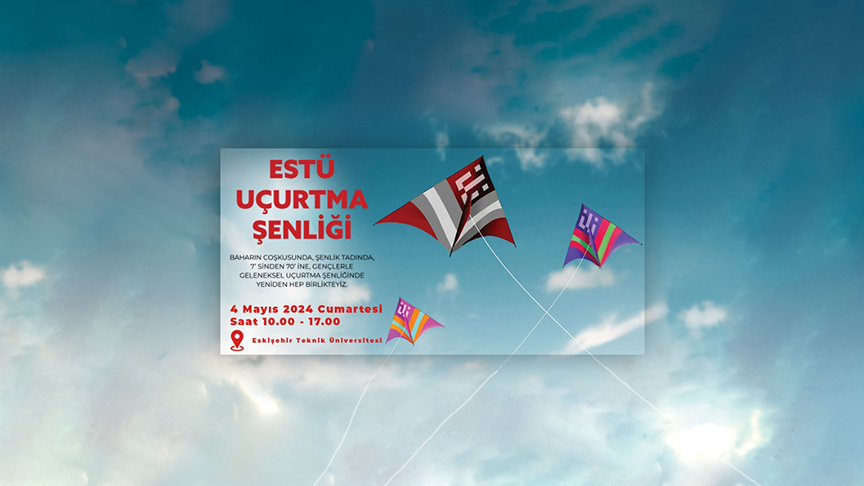 ESTÜ
UÇURTMA
ŞENLİĞİ
BAHARIN COŞKUSUNDA, ŞENLİK TADINDA,
7' SİNDEN 70' İNE, GENÇLERLE
GELENEKSEL UÇURTMA ŞENLİĞİNDE
YENİDEN HEP BİRLİKTEYİZ.
4 Mayıs 2024 Cumartesi
Saat 10.00 - 17.00
Eskişehir Teknik Üniversitesi